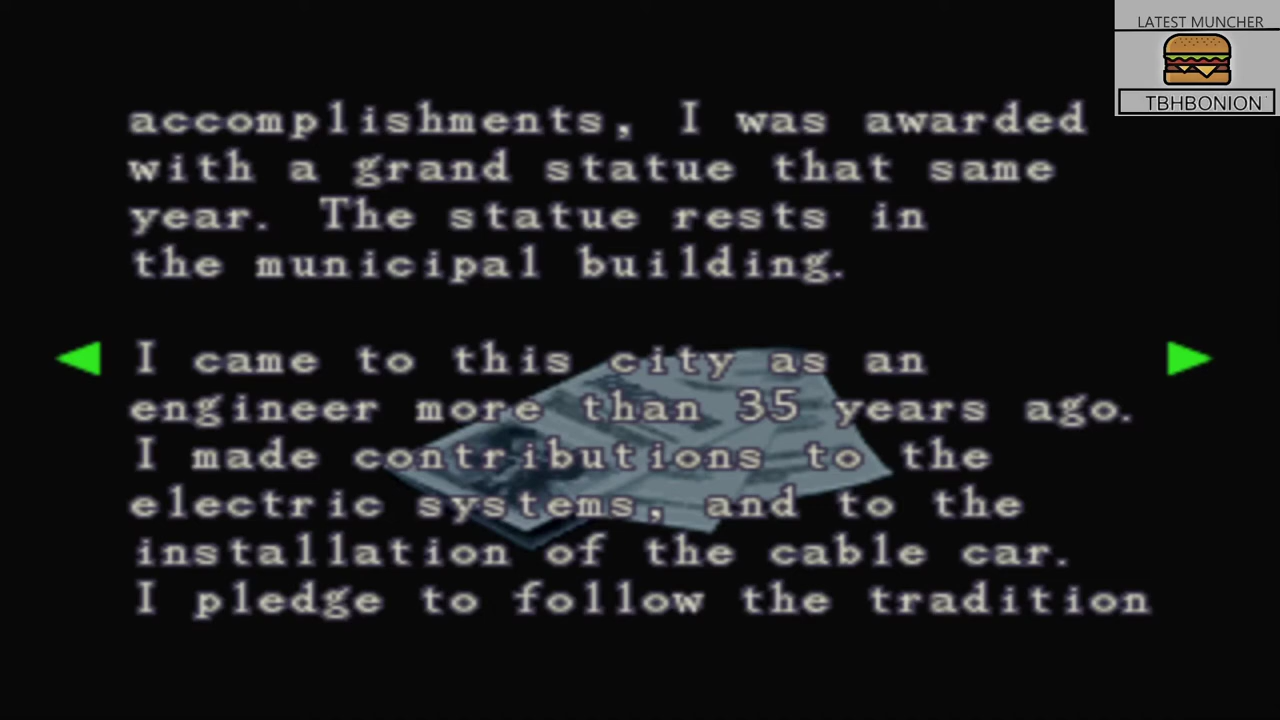 LATEST MUNCHER
TBHBONION
accomplishments, I was awarded
with a grand statue that same
year. The statue rests in
the municipal building.
I came to this city as an
engineer more than 35 years ago.
I made contributions to the
electric systems, and to the
installation of the cable car.
I pledge to follow the tradition